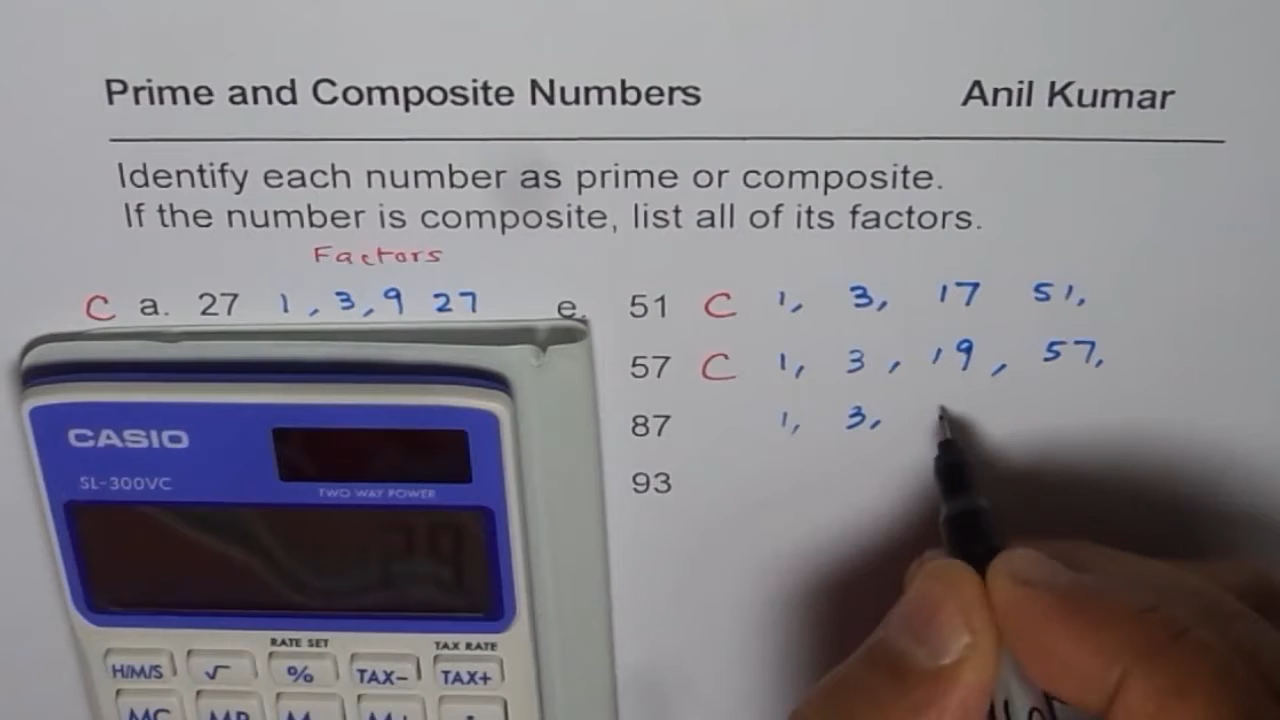 Prime and Composite Numbers Anil Kumar
Identify each number as prime or composite.
If the number is composite, list all of its factors.
Factors
C a. 27 1, 3, 9 27 e. 51 C 1, 3, 17 51,
57 C 1, 3, 19, 57,
87 1, 3,
93
CASIO
SL-300VC
TWO WAY POWER
29
RATE SET TAX RATE
H/M/S √ % TAX- TAX+